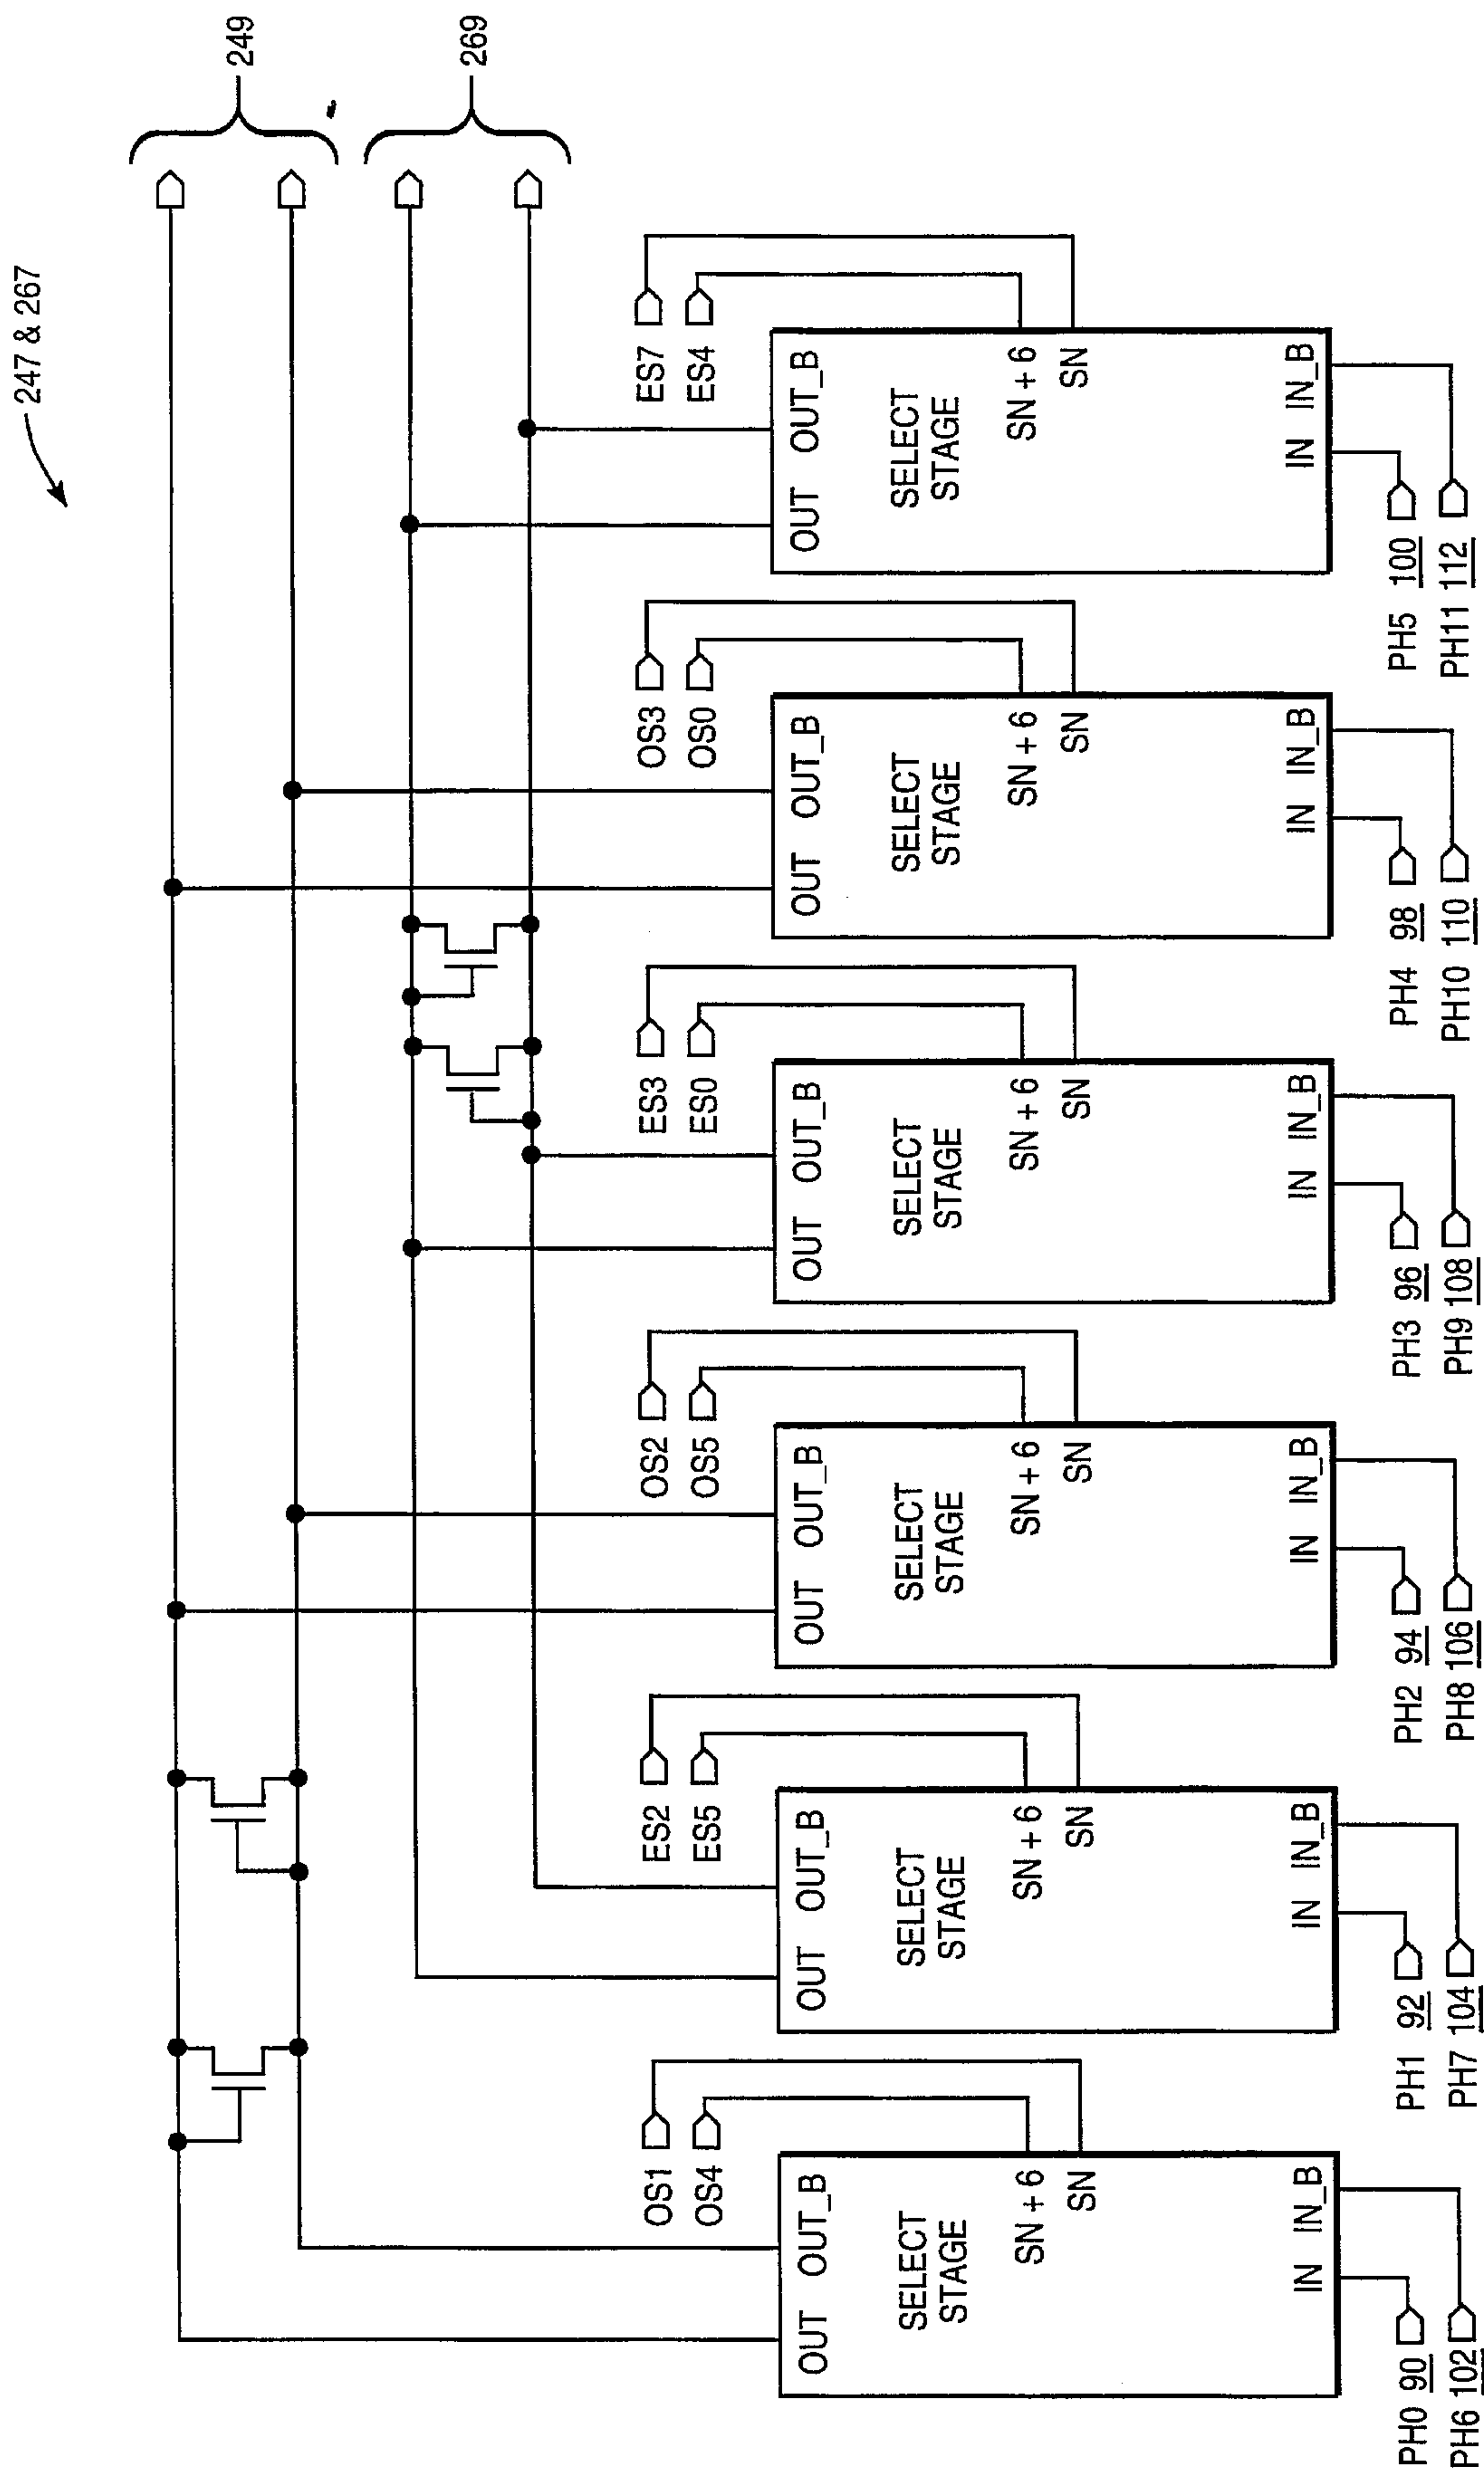 247 & 267
249
269
OUT OUT_B
SELECT
STAGE
SN + 6
SN
IN IN_B
OS1
OS4
PH0 90
PH6 102
OUT OUT_B
SELECT
STAGE
SN + 6
SN
IN IN_B
ES2
ES5
PH1 92
PH7 104
OUT OUT_B
SELECT
STAGE
SN + 6
SN
IN IN_B
OS2
OS5
PH2 94
PH8 106
OUT OUT_B
SELECT
STAGE
SN + 6
SN
IN IN_B
ES3
ES0
PH3 96
PH9 108
OUT OUT_B
SELECT
STAGE
SN + 6
SN
IN IN_B
OS3
OS0
PH4 98
PH10 110
OUT OUT_B
SELECT
STAGE
SN + 6
SN
IN IN_B
ES7
ES4
PH5 100
PH11 112